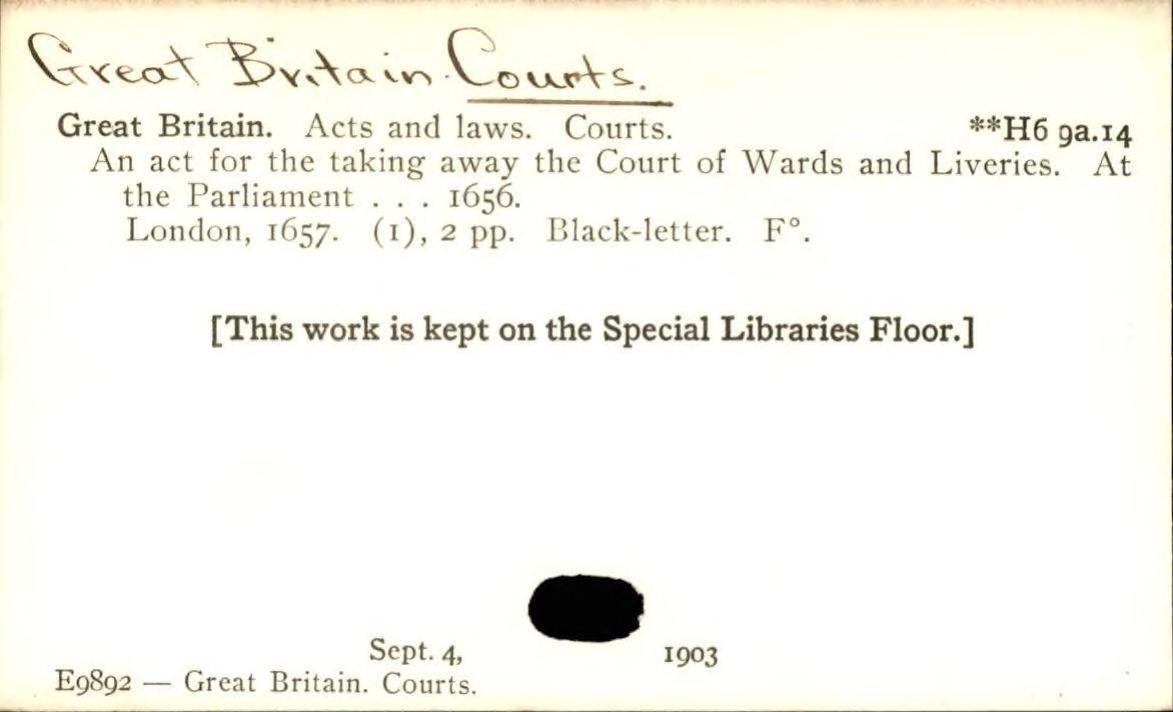 Great Britain. Courts.
Great Britain. Acts and laws. Courts. **H6 9a.14
An act for the taking away the Court of Wards and Liveries. At
the Parliament . . . 1656.
London, 1657. (1), 2 pp. Black-letter. F°.
[This work is kept on the Special Libraries Floor.]
Sept. 4, 1903
E9892 — Great Britain. Courts.